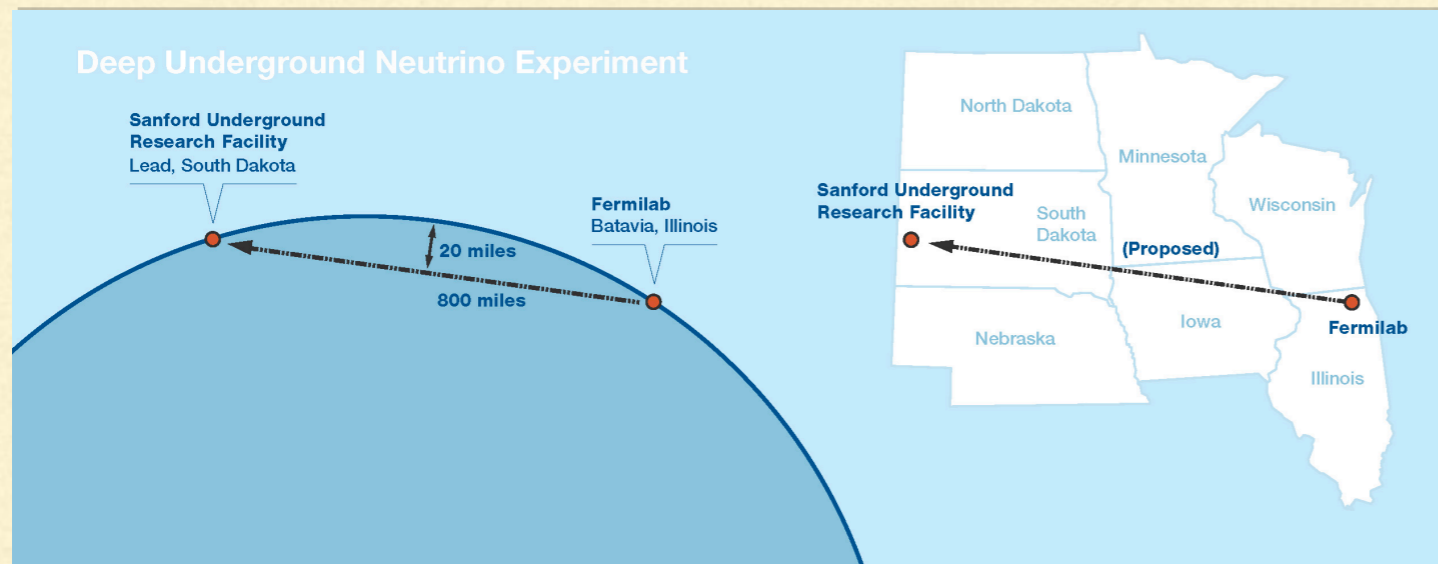 Deep Underground Neutrino Experiment
Sanford Underground
Research Facility
Lead, South Dakota
Fermilab
Batavia, Illinois
20 miles
800 miles
North Dakota
Minnesota
Wisconsin
Sanford Underground
Research Facility
South
Dakota
(Proposed)
Nebraska
Iowa
Fermilab
Illinois